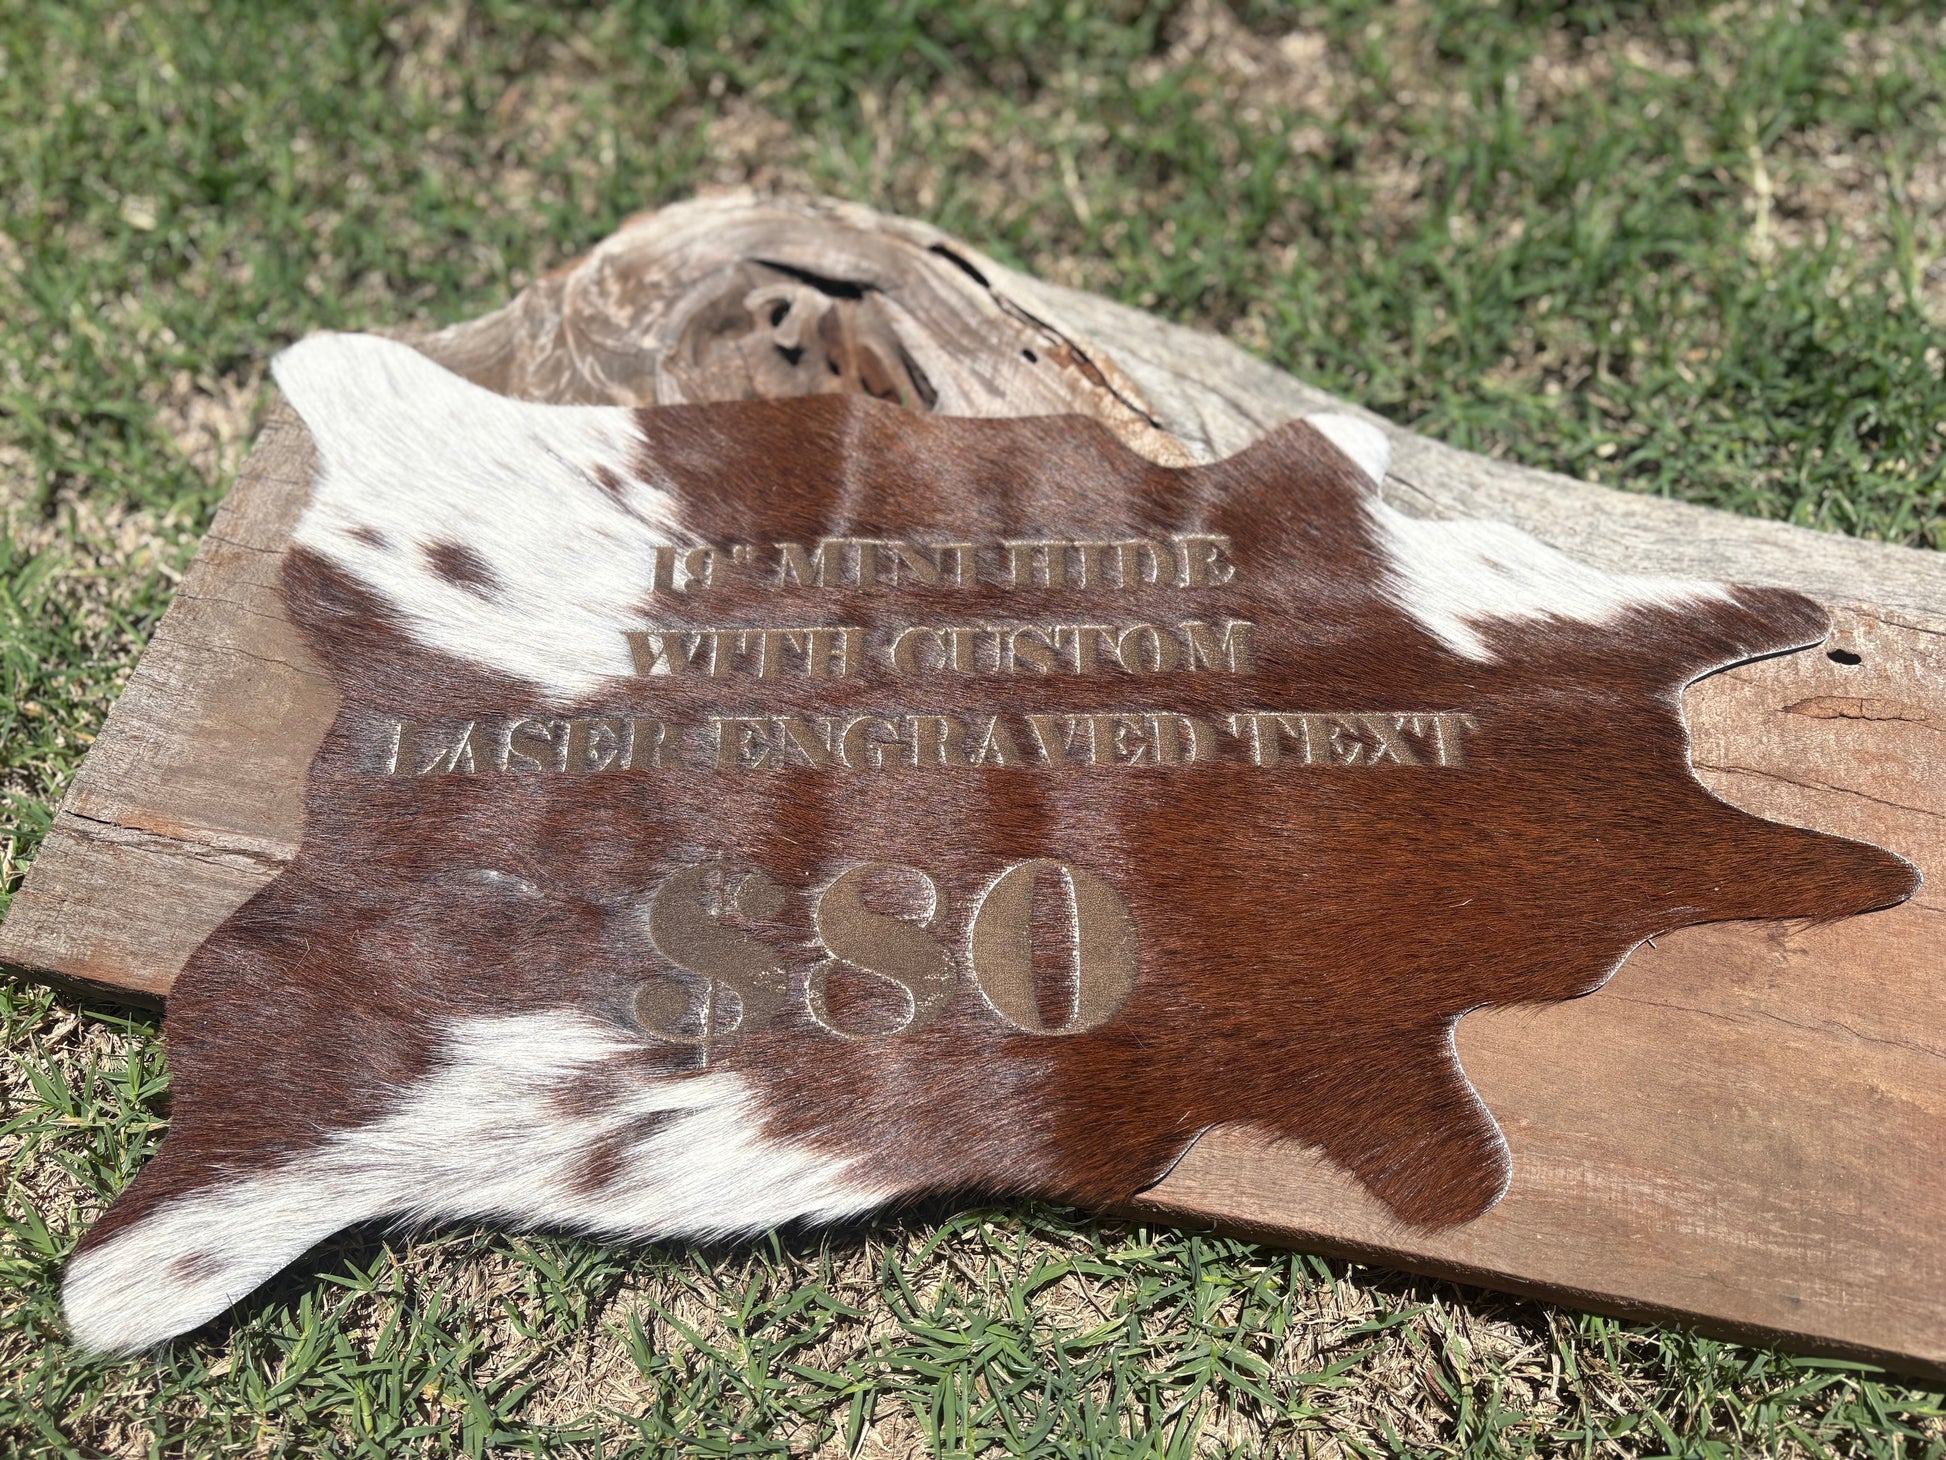 19" MINI HIDE
WITH CUSTOM
LASER ENGRAVED TEXT
$80